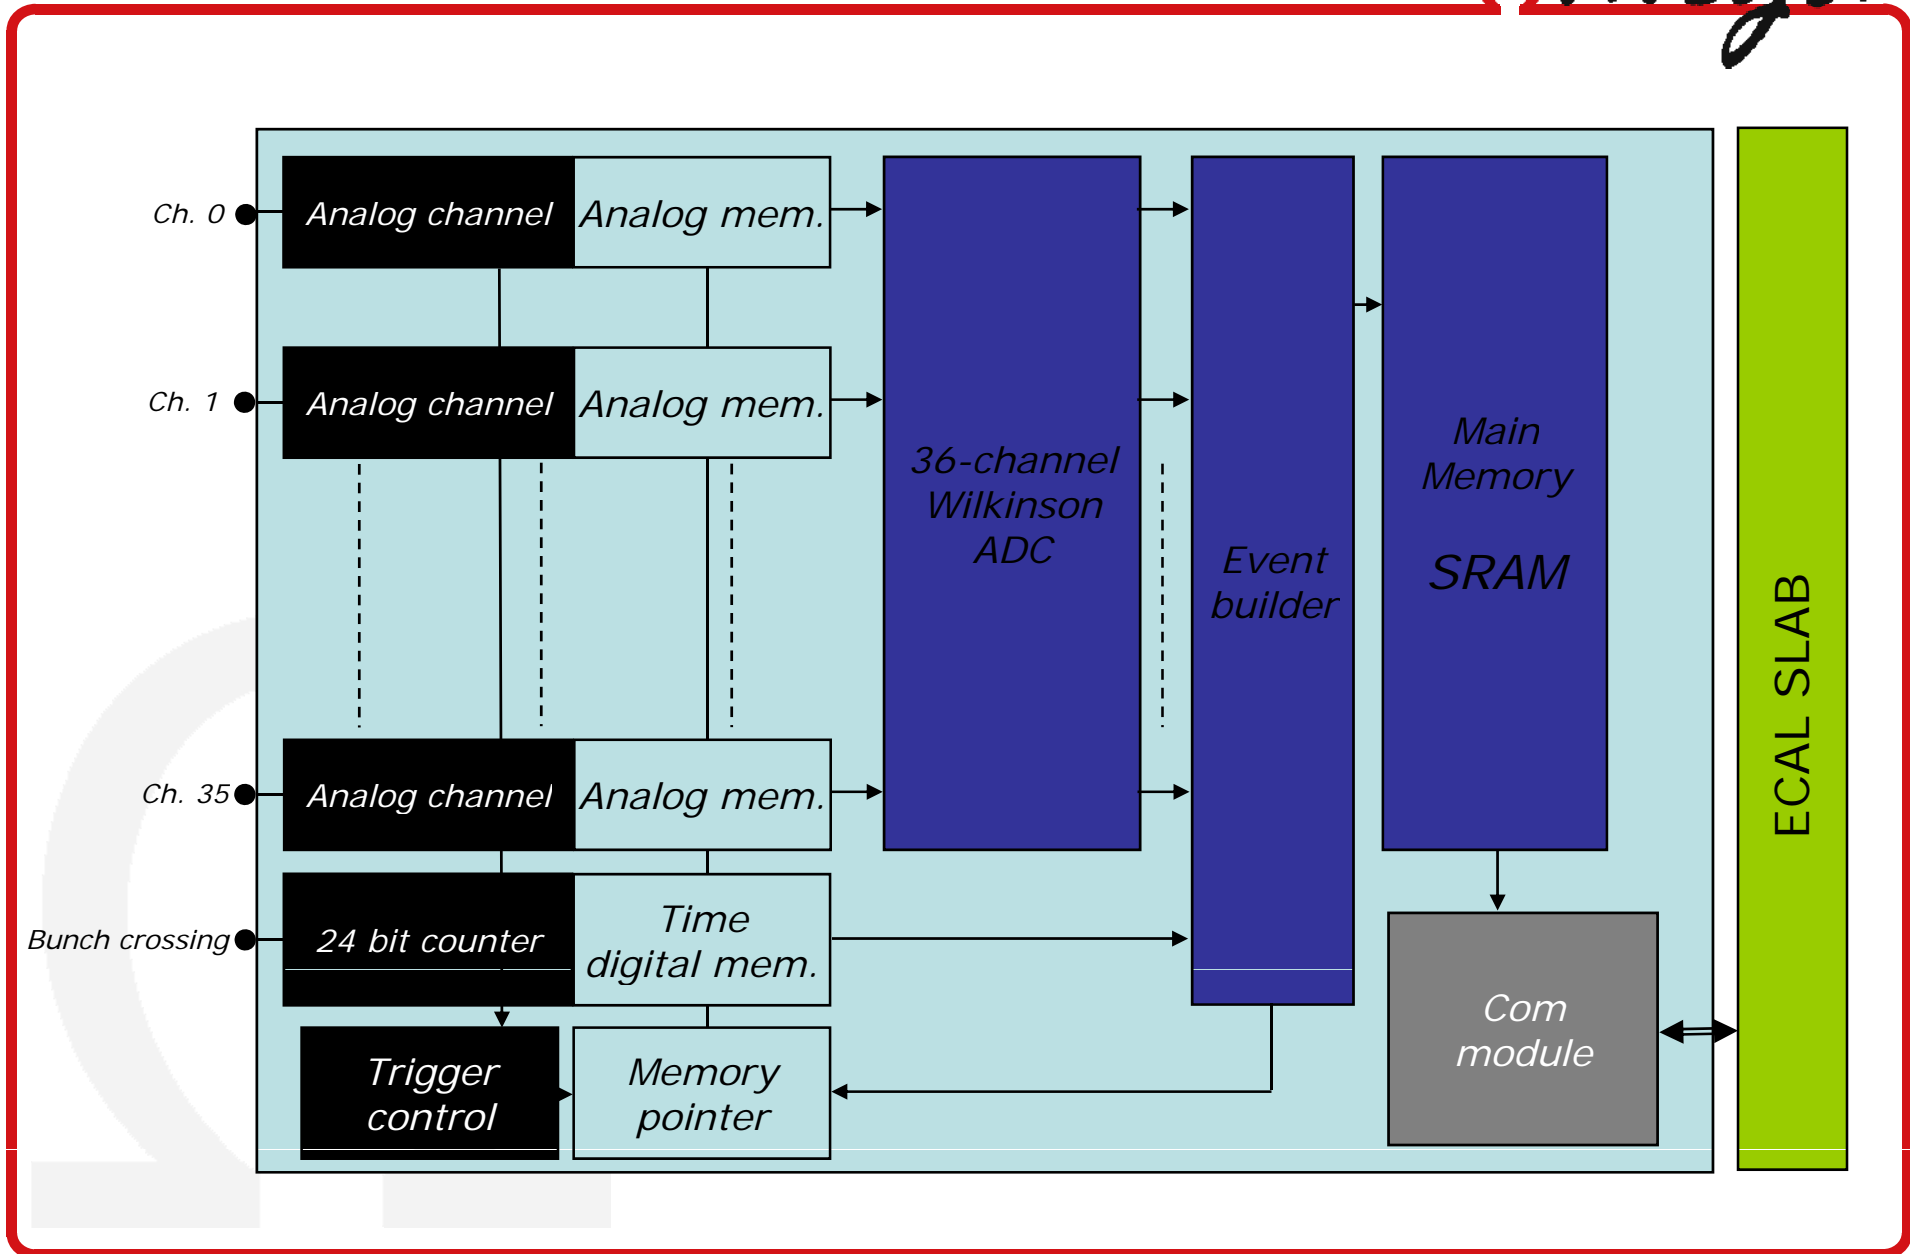 Ch. 0
Analog channel
Analog mem.
Ch. 1
Analog channel
Analog mem.
36-channel
Wilkinson
ADC
Event
builder
Main
Memory
SRAM
ECAL SLAB
Ch. 35
Analog channel
Analog mem.
Bunch crossing
24 bit counter
Time
digital mem.
Trigger
control
Memory
pointer
Com
module